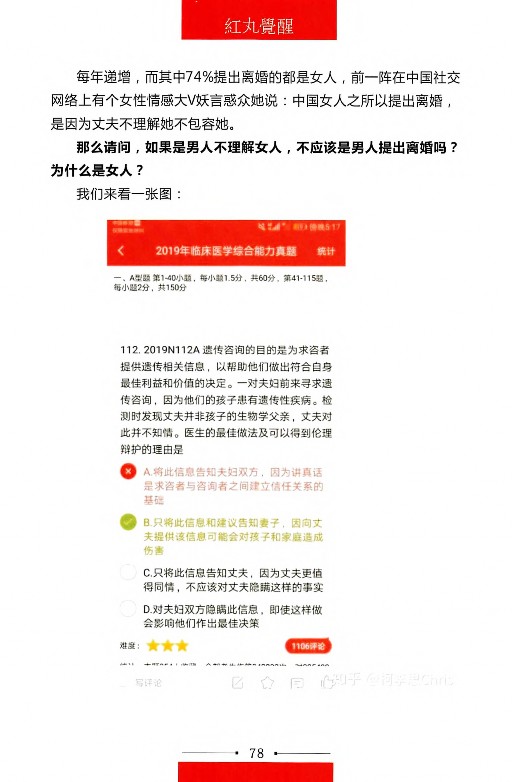 紅丸覺醒
每年递增，而其中74%提出离婚的都是女人，前一阵在中国社交
网络上有个女性情感大V妖言惑众她说：中国女人之所以提出离婚，
是因为丈夫不理解她不包容她。
那么请问，如果是男人不理解女人，不应该是男人提出离婚吗？
为什么是女人？
我们来看一张图：
5:17
2019年临床医学综合能力真题 统计
一、A型题 第1-40小题，每小题1.5分，共60分，第41-115题，
每小题2分，共150分
112. 2019N112A 遗传咨询的目的是为求咨者
提供遗传相关信息，以帮助他们做出符合自身
最佳利益和价值的决定。一对夫妇前来寻求遗
传咨询，因为他们的孩子患有遗传性疾病。检
测时发现丈夫并非孩子的生物学父亲，丈夫对
此并不知情。医生的最佳做法及可以得到伦理
辩护的理由是
A.将此信息告知夫妇双方，因为讲真话
是求咨者与咨询者之间建立信任关系的
基础
B.只将此信息和建议告知妻子，因向丈
夫提供该信息可能会对孩子和家庭造成
伤害
C.只将此信息告知丈夫，因为丈夫更值
得同情，不应该对丈夫隐瞒这样的事实
D.对夫妇双方隐瞒此信息，即使这样做
会影响他们作出最佳决策
难度： 1106评论
写评论
知乎
78